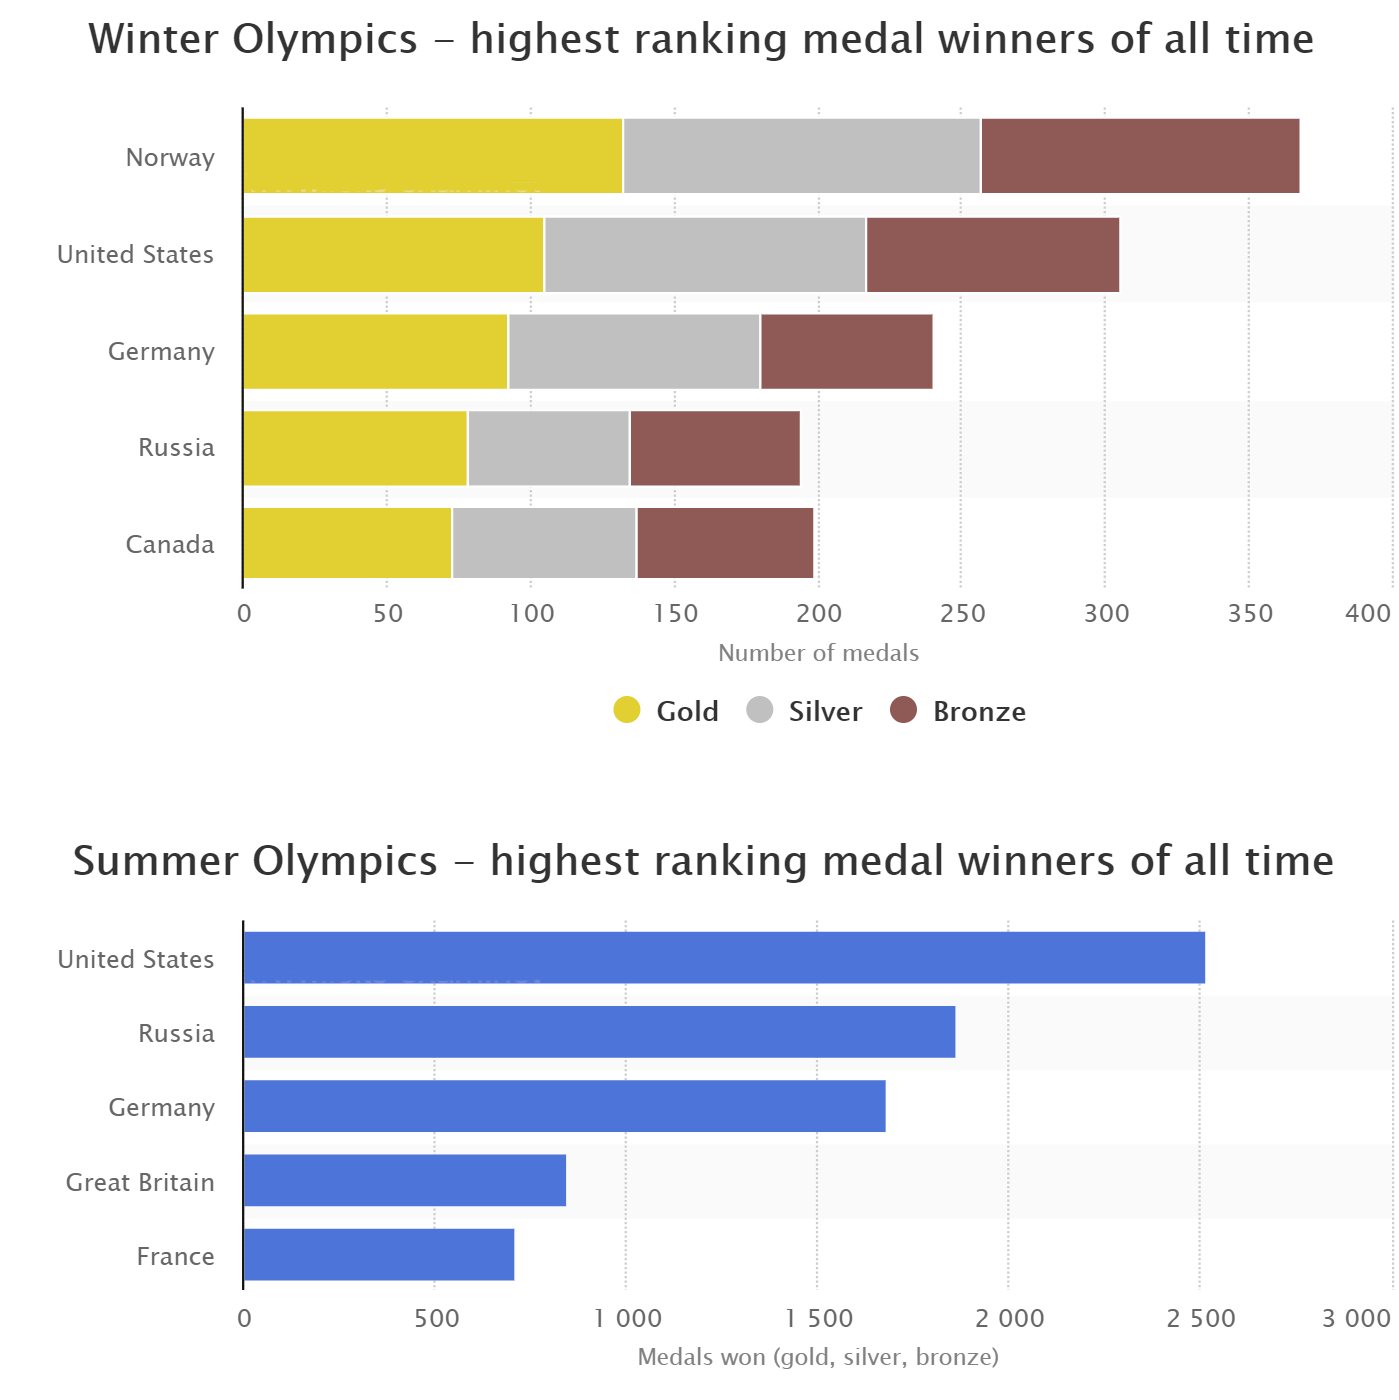 Winter Olympics – highest ranking medal winners of all time
Norway
United States
Germany
Russia
Canada
0 50 100 150 200 250 300 350 400
Number of medals
Gold Silver Bronze
Summer Olympics – highest ranking medal winners of all time
United States
Russia
Germany
Great Britain
France
0 500 1 000 1 500 2 000 2 500 3 000
Medals won (gold, silver, bronze)